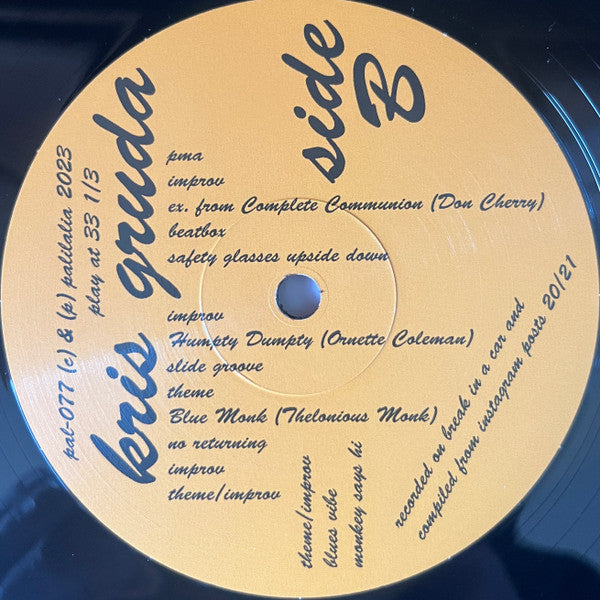 side
B
kris gruda
pal-077 (c) & (p) palilalia 2023
play at 33 1/3
pma
improv
ex. from Complete Communion (Don Cherry)
beatbox
safety glasses upside down
improv
Humpty Dumpty (Ornette Coleman)
slide groove
theme
Blue Monk (Thelonious Monk)
no returning
improv
theme/improv
theme/improv
blues vibe
monkey says hi
recorded on break in a car and
compiled from instagram posts 20/21